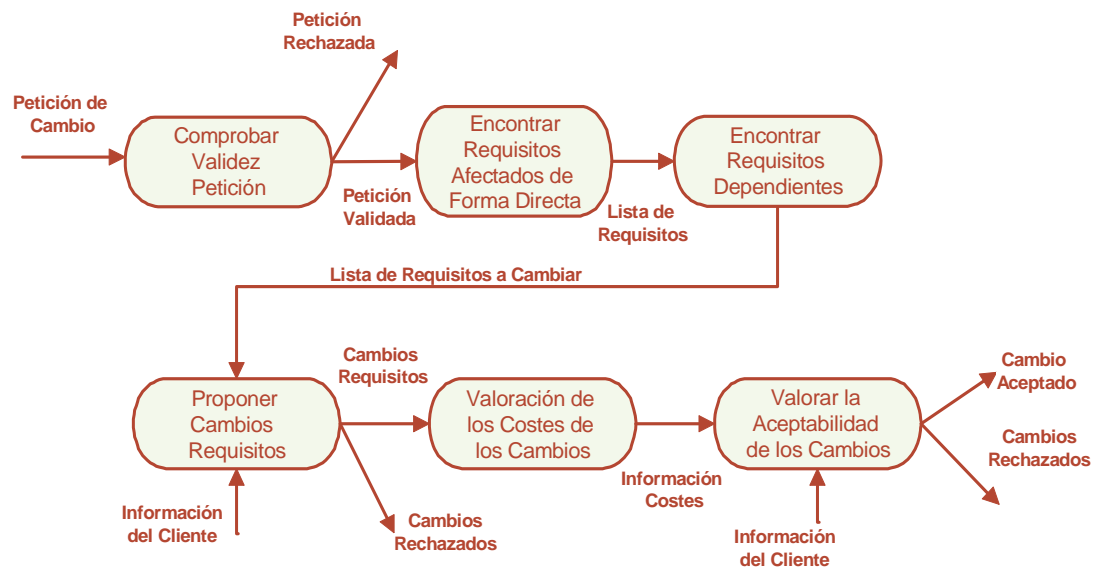 Petición
Rechazada
Petición de
Cambio
Comprobar
Validez
Petición
Petición
Validada
Encontrar
Requisitos
Afectados de
Forma Directa
Lista de
Requisitos
Encontrar
Requisitos
Dependientes
Lista de Requisitos a Cambiar
Proponer
Cambios
Requisitos
Información
del Cliente
Cambios
Requisitos
Cambios
Rechazados
Valoración de
los Costes de
los Cambios
Información
Costes
Valorar la
Aceptabilidad
de los Cambios
Información
del Cliente
Cambio
Aceptado
Cambios
Rechazados